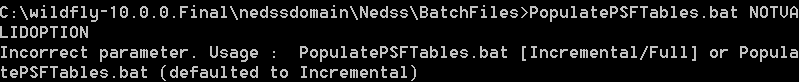 C:\wildfly-10.0.0.Final\nedssdomain\Nedss\BatchFiles>PopulatePSFTables.bat NOTVA
LIDOPTION
Incorrect parameter. Usage :  PopulatePSFTables.bat [Incremental/Full] or Popula
tePSFTables.bat (defaulted to Incremental)